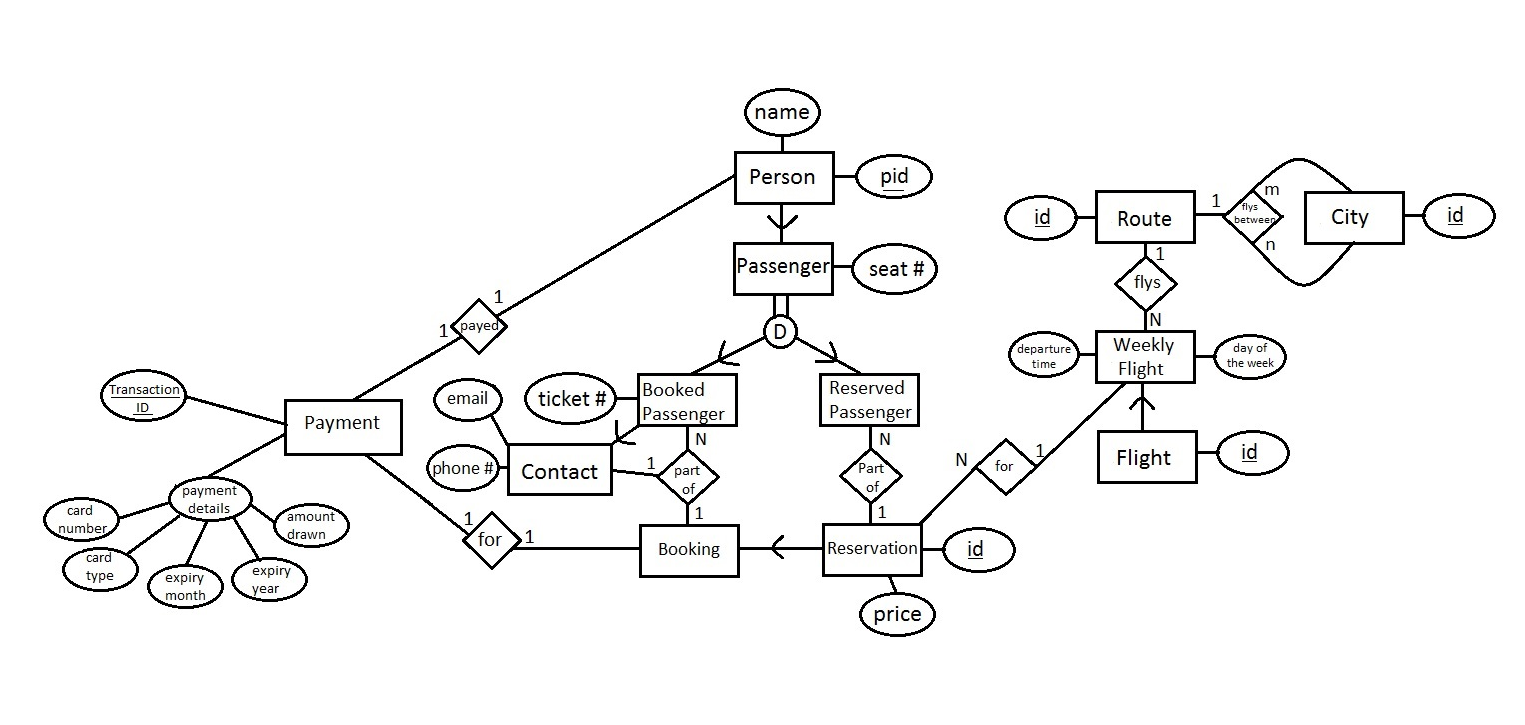 name
Person
pid
Passenger
seat #
D
payed
1
1
Transaction
ID
Payment
payment
details
card
number
card
type
expiry
month
expiry
year
amount
drawn
email
phone #
ticket #
Booked
Passenger
Contact
N
1
part
of
1
1
for
1
Booking
Reserved
Passenger
N
Part
of
1
Reservation
id
price
N
for
1
id
Route
1
flys
between
m
n
City
id
1
flys
N
departure
time
Weekly
Flight
day of
the week
Flight
id